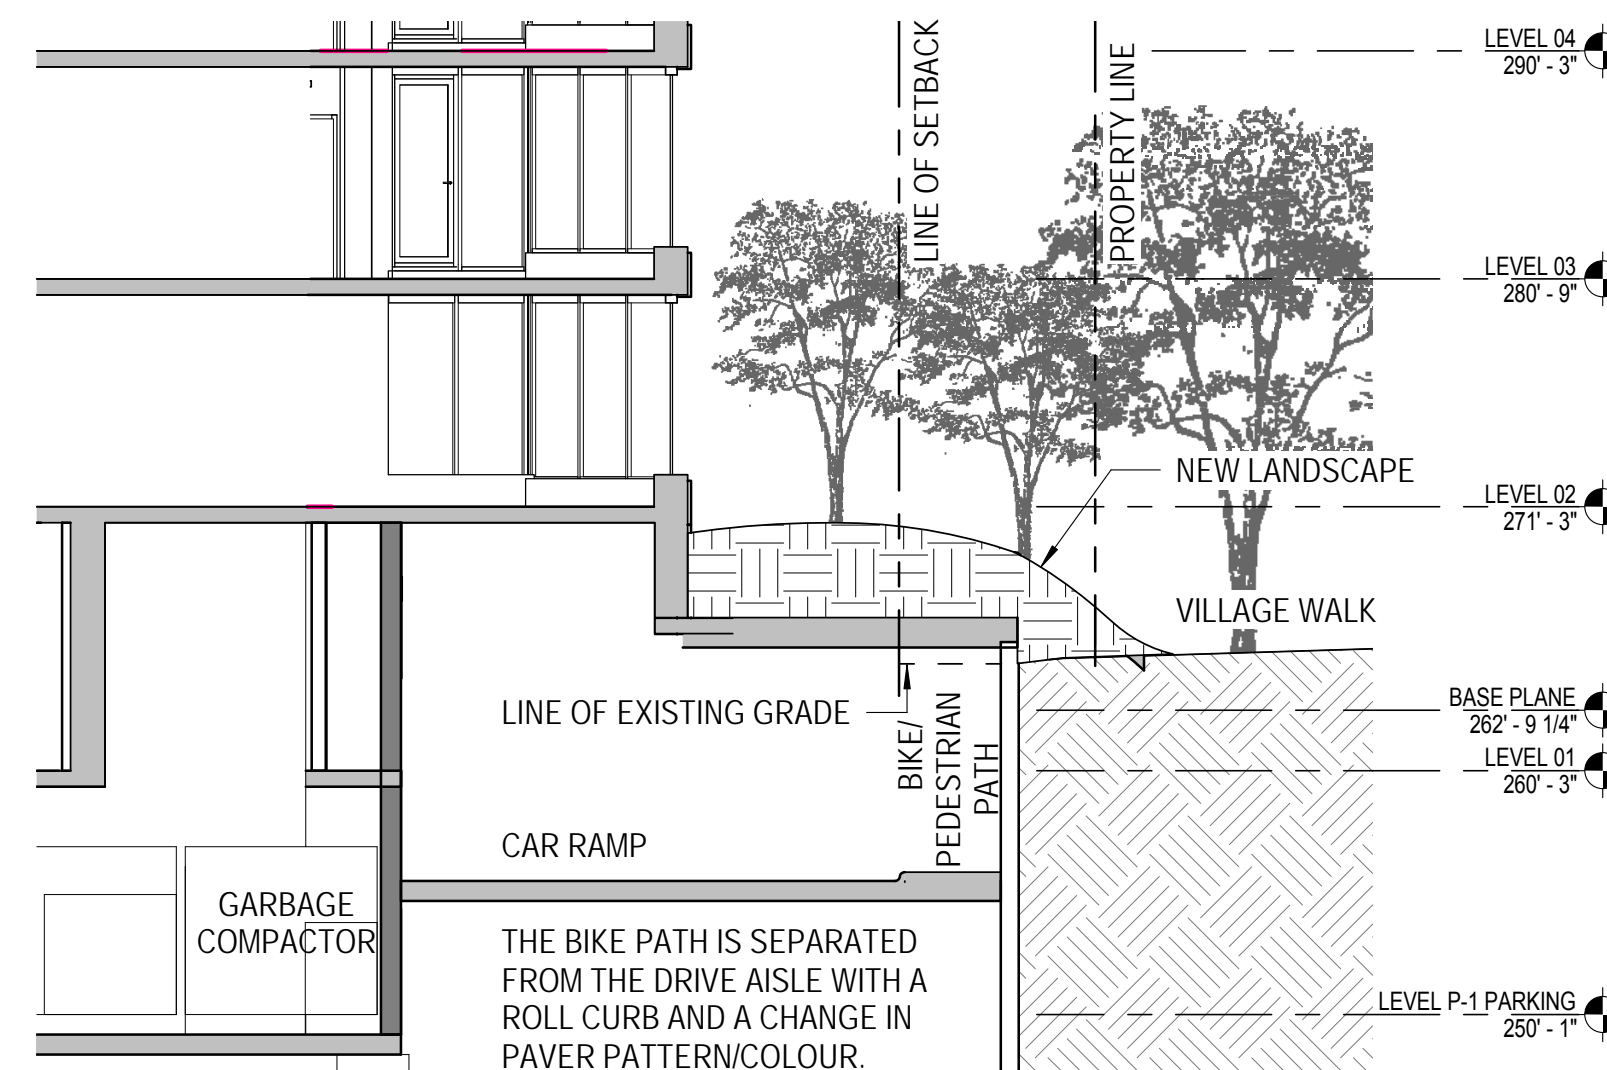 LINE OF SETBACK
PROPERTY LINE
LEVEL 04
290' - 3"
LEVEL 03
280' - 9"
NEW LANDSCAPE
LEVEL 02
271' - 3"
VILLAGE WALK
LINE OF EXISTING GRADE
BIKE/
PEDESTRIAN
PATH
BASE PLANE
262' - 9 1/4"
LEVEL 01
260' - 3"
CAR RAMP
GARBAGE
COMPACTOR
THE BIKE PATH IS SEPARATED
FROM THE DRIVE AISLE WITH A
ROLL CURB AND A CHANGE IN
PAVER PATTERN/COLOUR.
LEVEL P-1 PARKING
250' - 1"